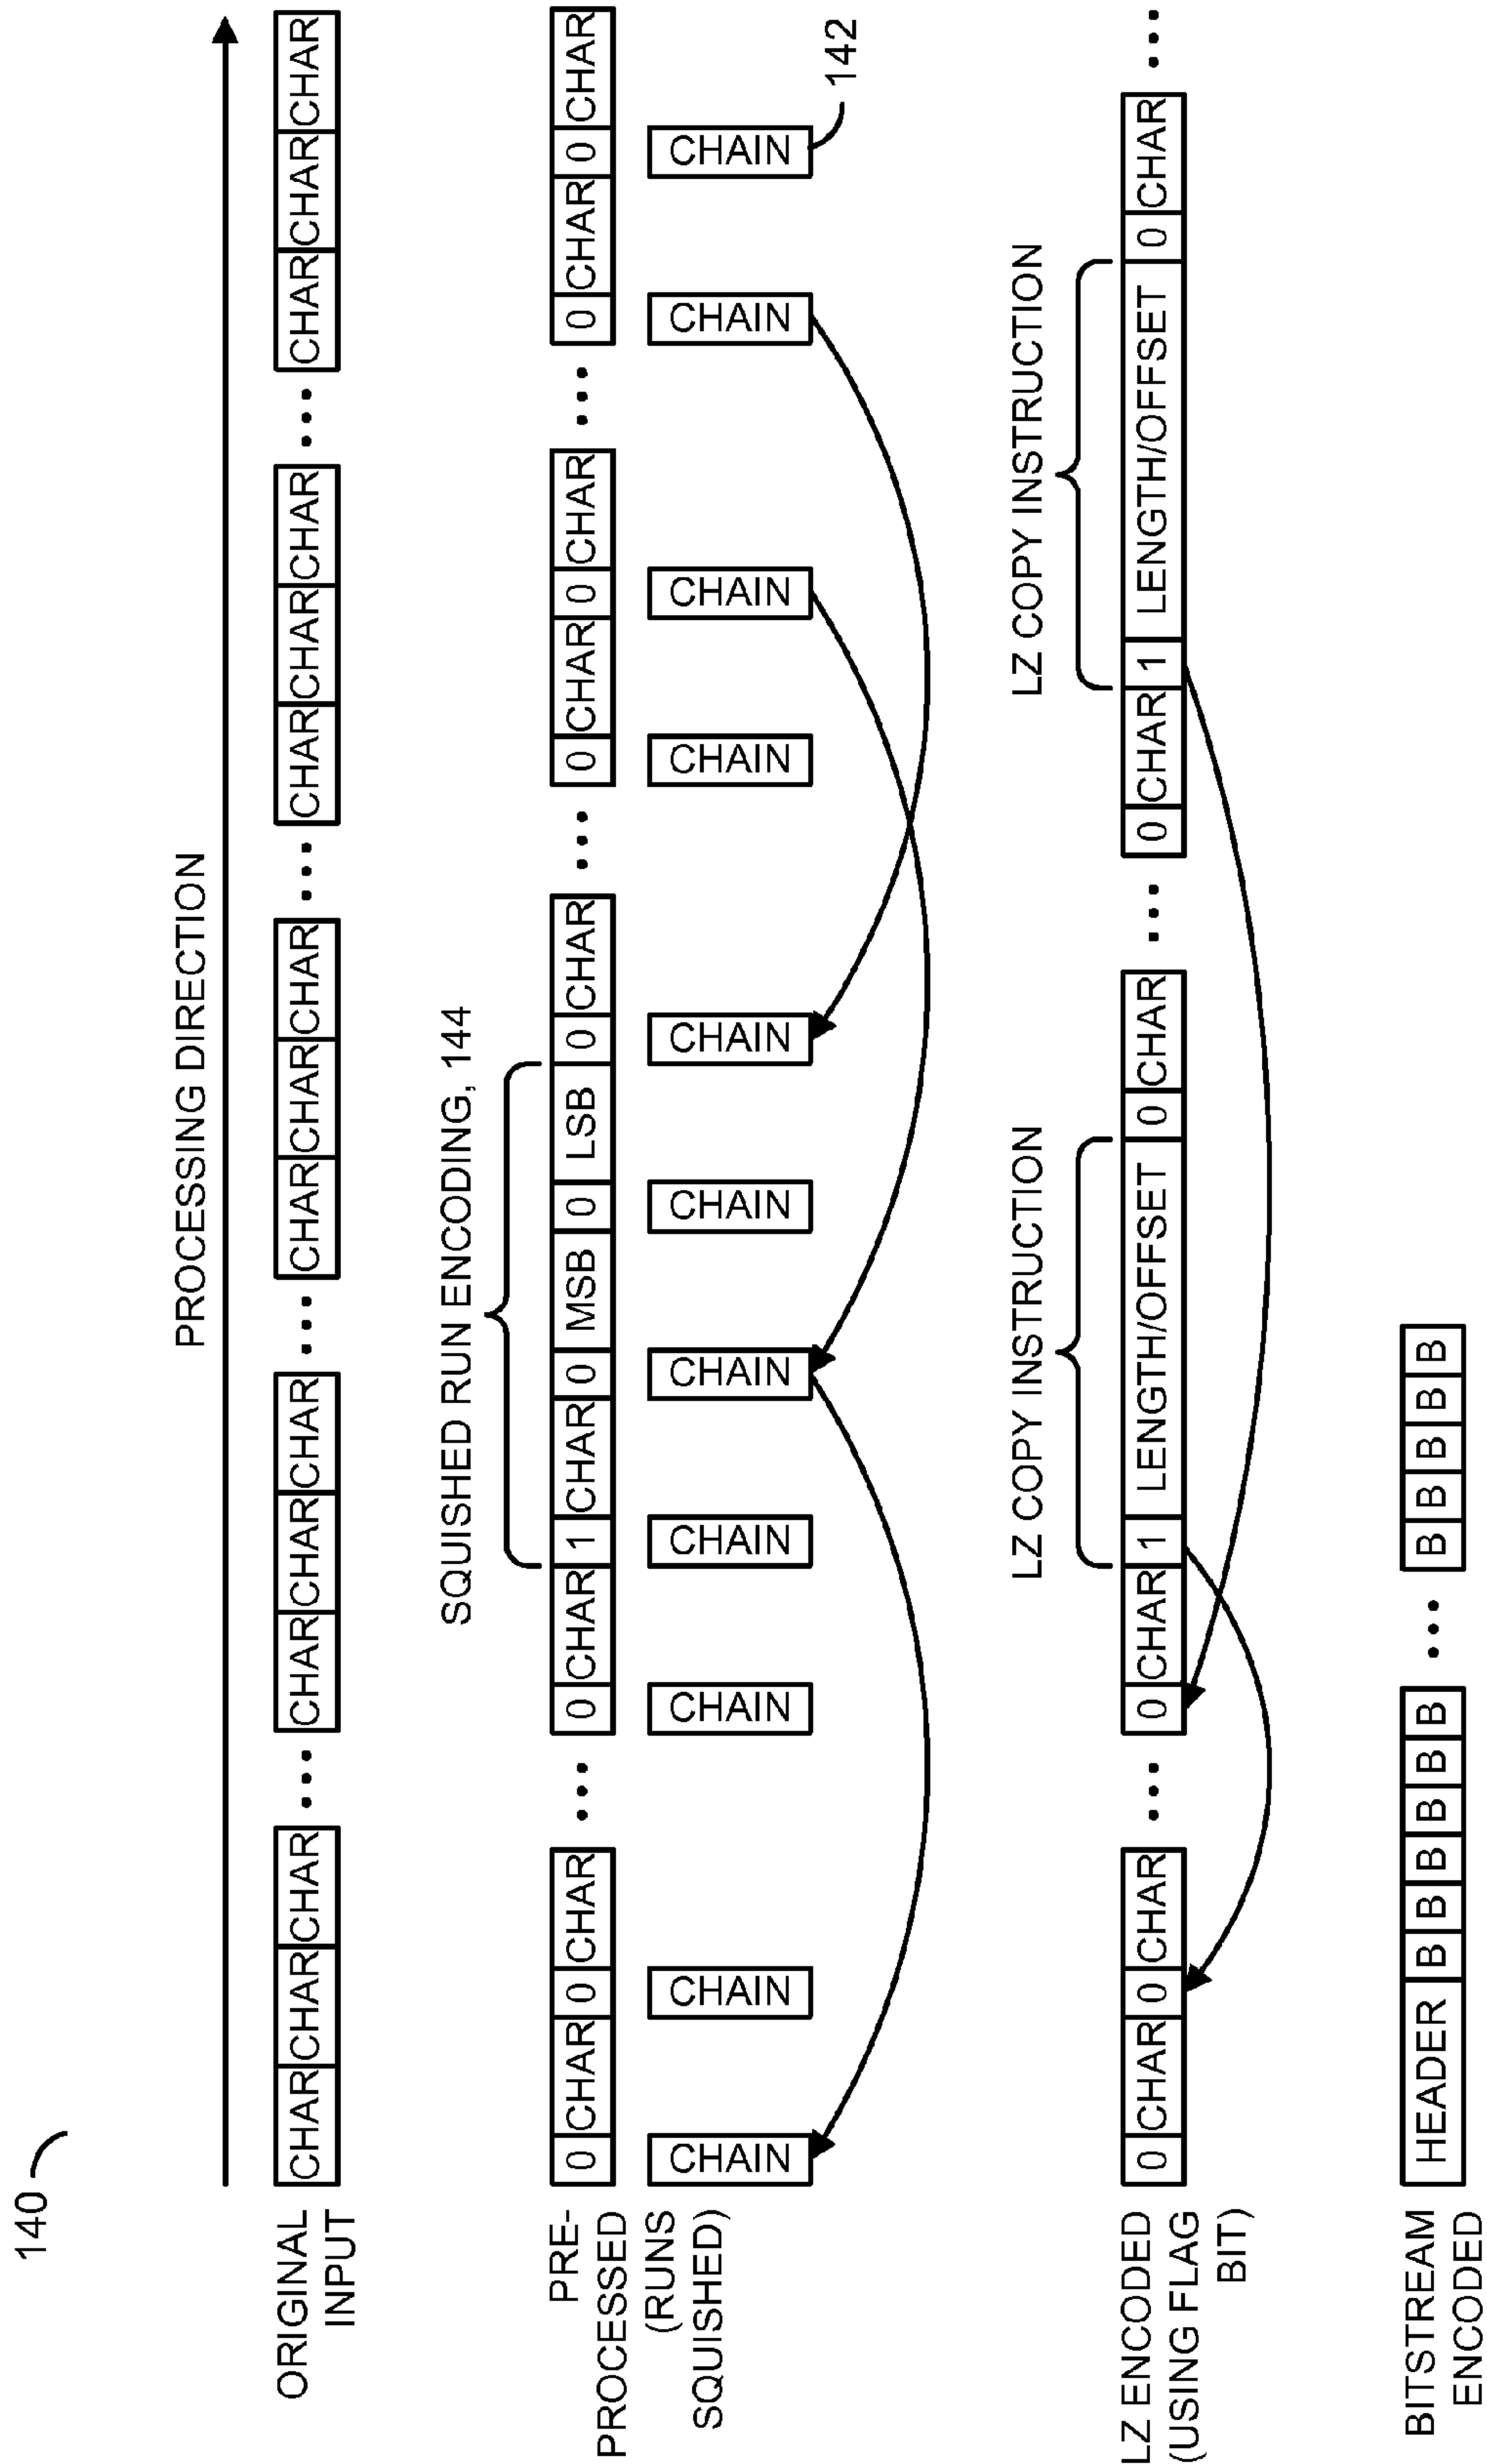 140
PROCESSING DIRECTION
ORIGINAL
INPUT
CHAR CHAR CHAR ... CHAR CHAR CHAR ... CHAR CHAR CHAR ... CHAR CHAR CHAR ... CHAR CHAR CHAR
SQUISHED RUN ENCODING, 144
PRE-
PROCESSED
(RUNS
SQUISHED)
0 CHAR 0 CHAR ... 0 CHAR 1 CHAR 0 MSB 0 LSB 0 CHAR ... 0 CHAR 0 CHAR ... 0 CHAR 0 CHAR
CHAIN CHAIN CHAIN CHAIN CHAIN CHAIN CHAIN CHAIN CHAIN CHAIN CHAIN
142
LZ COPY INSTRUCTION LZ COPY INSTRUCTION
LZ ENCODED
(USING FLAG
BIT)
0 CHAR 0 CHAR ... 0 CHAR 1 LENGTH/OFFSET 0 CHAR ... 0 CHAR 1 LENGTH/OFFSET 0 CHAR ...
BITSTREAM
ENCODED
HEADER B B B B B B ... B B B B B